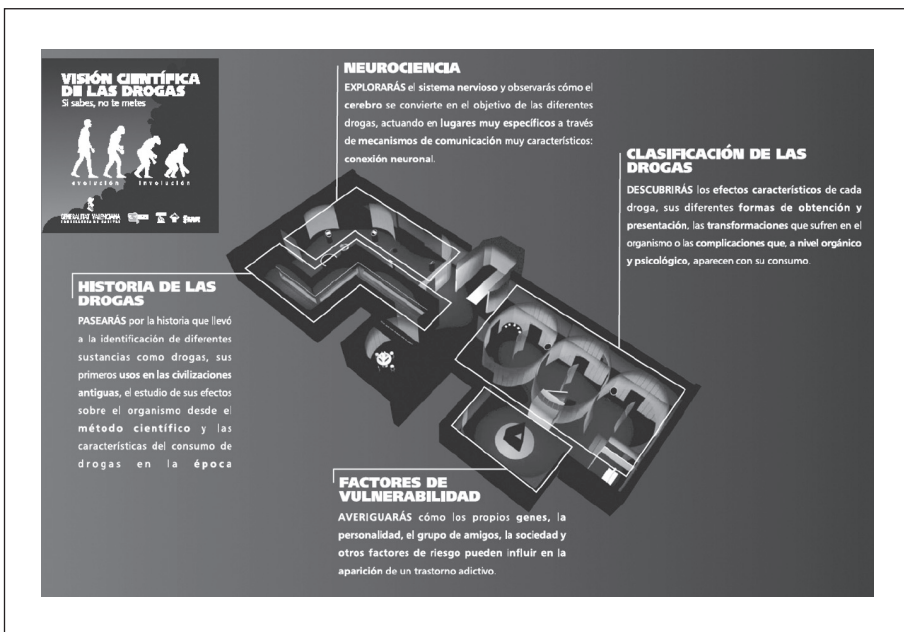 VISIÓN CIENTÍFICA
DE LAS DROGAS
Si sabes, no te metes
evolución involución
GENERALITAT VALENCIANA
NEUROCIENCIA
EXPLORARÁS el sistema nervioso y observarás cómo el
cerebro se convierte en el objetivo de las diferentes
drogas, actuando en lugares muy específicos a través
de mecanismos de comunicación muy característicos:
conexión neuronal.
CLASIFICACIÓN DE LAS
DROGAS
DESCUBRIRÁS los efectos característicos de cada
droga, sus diferentes formas de obtención y
presentación, las transformaciones que sufren en el
organismo o las complicaciones que, a nivel orgánico
y psicológico, aparecen con su consumo.
HISTORIA DE LAS
DROGAS
PASEARÁS por la historia que llevó
a la identificación de diferentes
sustancias como drogas, sus
primeros usos en las civilizaciones
antiguas, el estudio de sus efectos
sobre el organismo desde el
método científico y las
características del consumo de
drogas en la época
FACTORES DE
VULNERABILIDAD
AVERIGUARÁS cómo los propios genes, la
personalidad, el grupo de amigos, la sociedad y
otros factores de riesgo pueden influir en la
aparición de un trastorno adictivo.